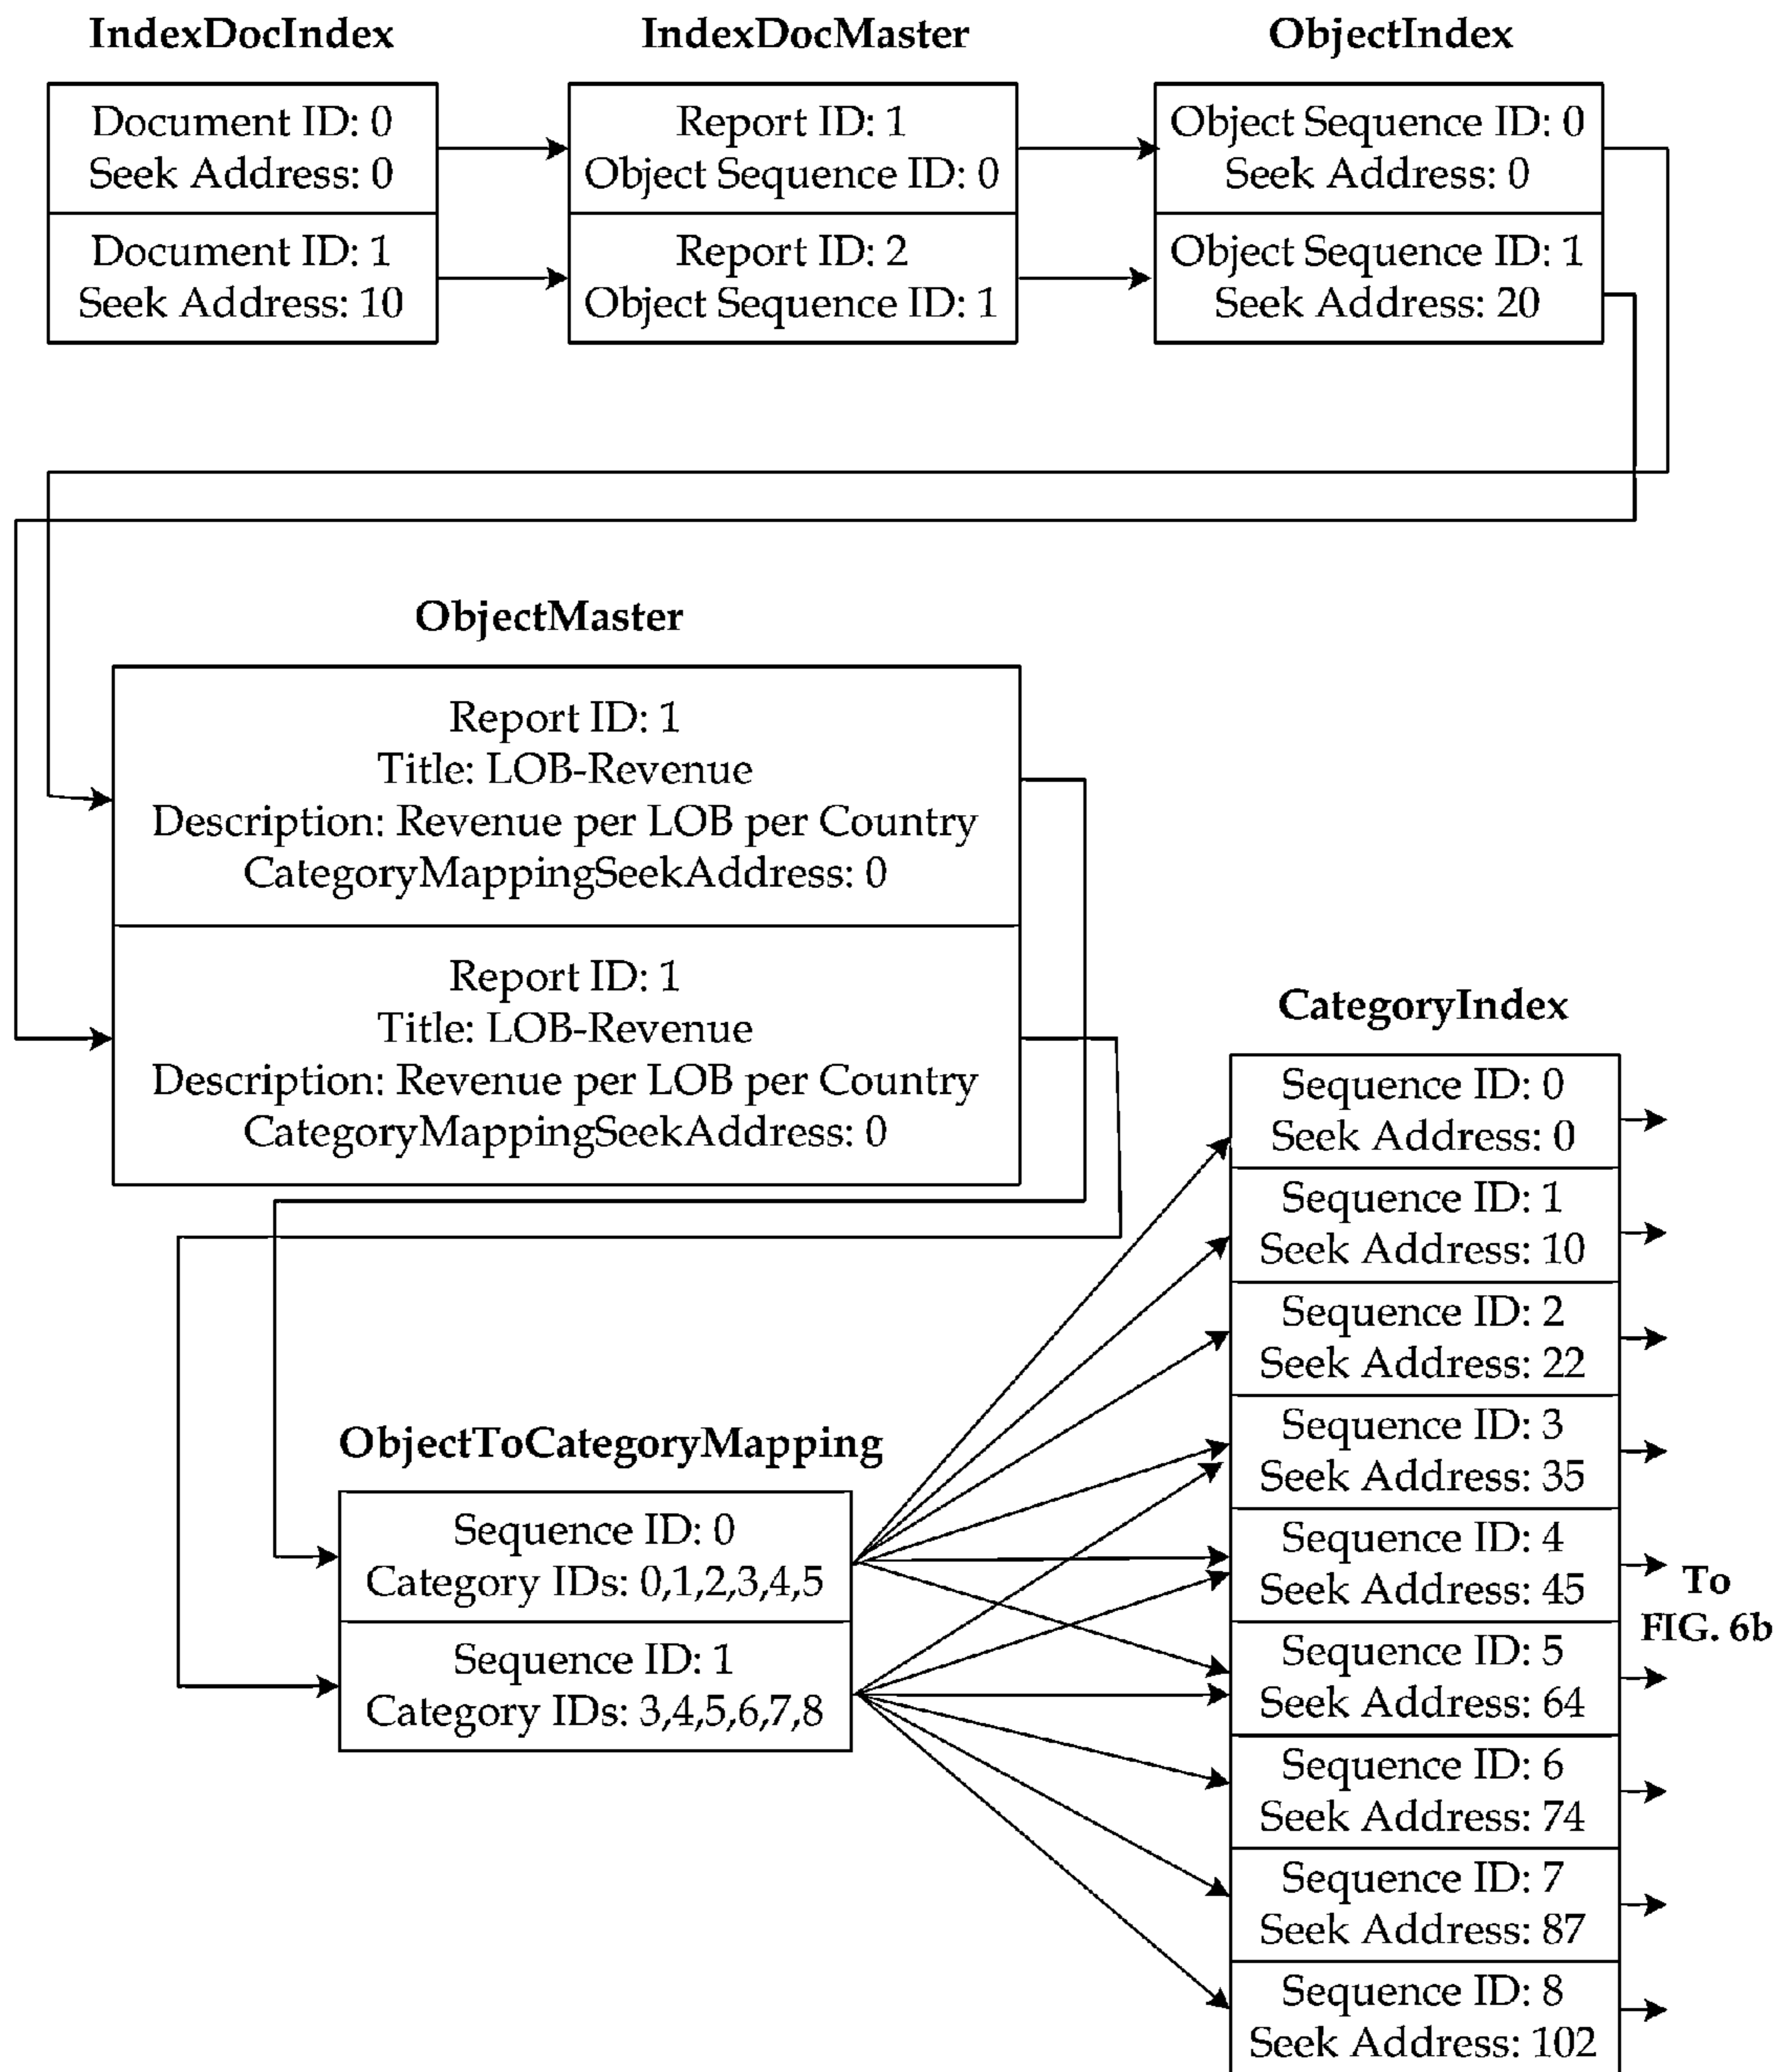 IndexDocIndex
Document ID: 0
Seek Address: 0
Document ID: 1
Seek Address: 10
IndexDocMaster
Report ID: 1
Object Sequence ID: 0
Report ID: 2
Object Sequence ID: 1
ObjectIndex
Object Sequence ID: 0
Seek Address: 0
Object Sequence ID: 1
Seek Address: 20
ObjectMaster
Report ID: 1
Title: LOB-Revenue
Description: Revenue per LOB per Country
CategoryMappingSeekAddress: 0
Report ID: 1
Title: LOB-Revenue
Description: Revenue per LOB per Country
CategoryMappingSeekAddress: 0
ObjectToCategoryMapping
Sequence ID: 0
Category IDs: 0,1,2,3,4,5
Sequence ID: 1
Category IDs: 3,4,5,6,7,8
CategoryIndex
Sequence ID: 0
Seek Address: 0
Sequence ID: 1
Seek Address: 10
Sequence ID: 2
Seek Address: 22
Sequence ID: 3
Seek Address: 35
Sequence ID: 4
Seek Address: 45
Sequence ID: 5
Seek Address: 64
Sequence ID: 6
Seek Address: 74
Sequence ID: 7
Seek Address: 87
Sequence ID: 8
Seek Address: 102
To
FIG. 6b